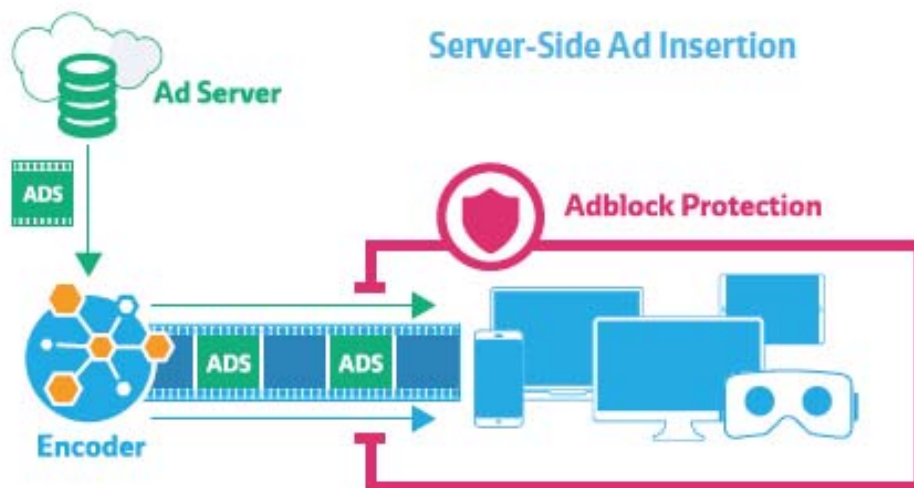 Server-Side Ad Insertion
Ad Server
ADS
Adblock Protection
ADS
ADS
Encoder